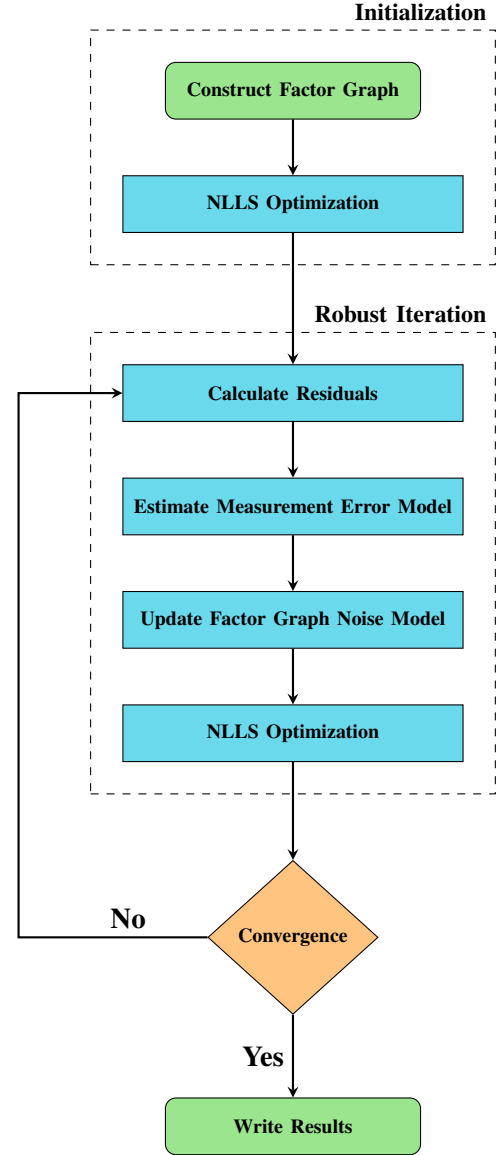 Initialization
Construct Factor Graph
NLLS Optimization
Robust Iteration
Calculate Residuals
Estimate Measurement Error Model
Update Factor Graph Noise Model
NLLS Optimization
No
Convergence
Yes
Write Results